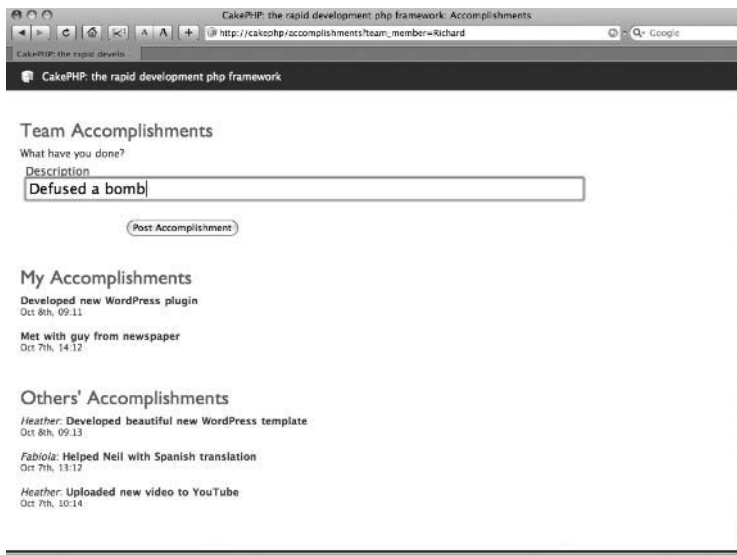 CakePHP: the rapid development php framework: Accomplishments
A A + http://cakephp/accomplishments?team_member=Richard Q- Google
CakePHP: the rapid develo...
CakePHP: the rapid development php framework
Team Accomplishments
What have you done?
Description
Defused a bomb
Post Accomplishment
My Accomplishments
Developed new WordPress plugin
Oct 8th, 09:11
Met with guy from newspaper
Oct 7th, 14:12
Others' Accomplishments
Heather: Developed beautiful new WordPress template
Oct 8th, 09:13
Fabiola: Helped Neil with Spanish translation
Oct 7th, 13:12
Heather: Uploaded new video to YouTube
Oct 7th, 10:14